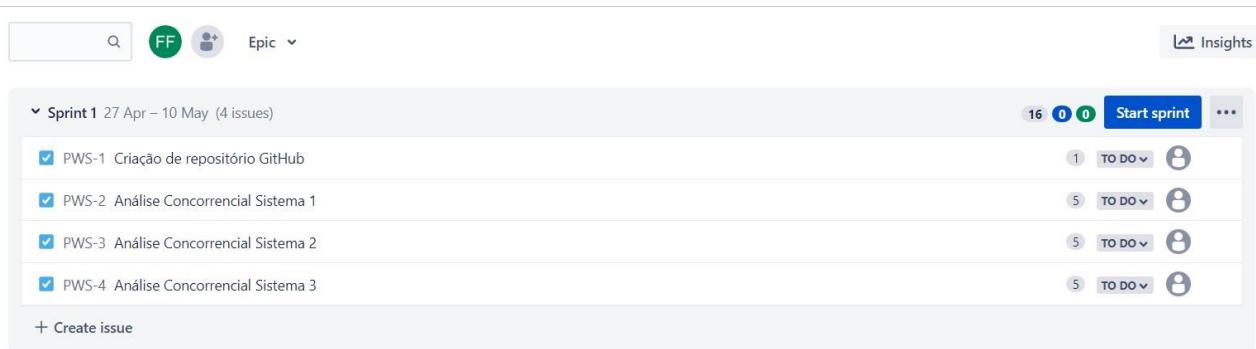 FF Epic Insights
Sprint 1 27 Apr – 10 May (4 issues) 16 0 0 Start sprint
PWS-1 Criação de repositório GitHub 1 TO DO
PWS-2 Análise Concorrencial Sistema 1 5 TO DO
PWS-3 Análise Concorrencial Sistema 2 5 TO DO
PWS-4 Análise Concorrencial Sistema 3 5 TO DO
+ Create issue